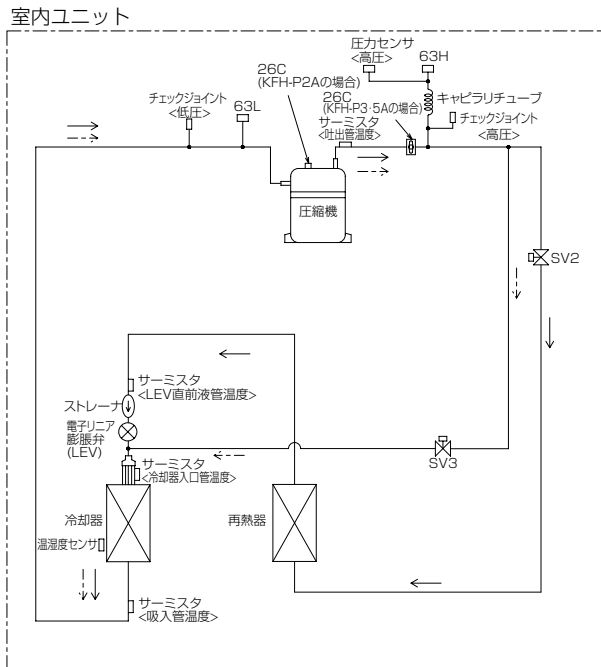 室内ユニット
圧力センサ
<高圧>
63H
26C
(KFH-P2Aの場合)
26C
(KFH-P3・5Aの場合)
サーミスタ
<吐出管温度>
キャピラリチューブ
チェックジョイント
<高圧>
チェックジョイント
<低圧>
63L
圧縮機
SV2
サーミスタ
<LEV直前液管温度>
ストレーナ
電子リニア
膨脹弁
(LEV)
サーミスタ
<冷却器入口管温度>
SV3
冷却器
再熱器
温湿度センサ
サーミスタ
<吸入管温度>